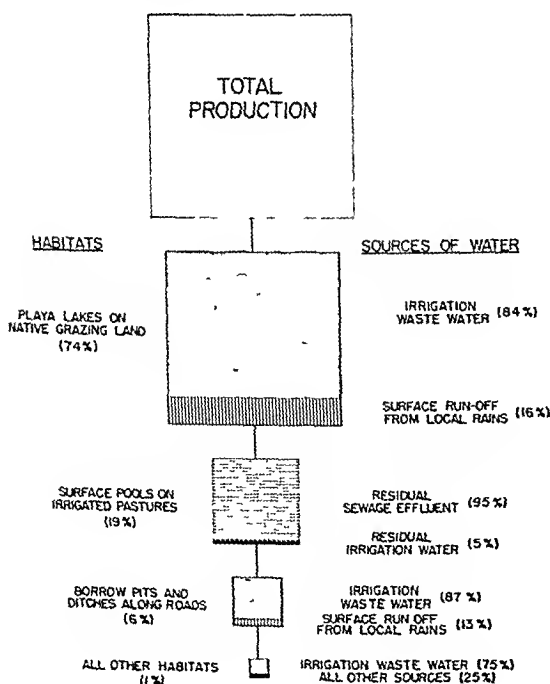 TOTAL
PRODUCTION
HABITATS
SOURCES OF WATER
PLAYA LAKES ON
NATIVE GRAZING LAND
(74%)
IRRIGATION
WASTE WATER (84%)
SURFACE RUN-OFF
FROM LOCAL RAINS (16%)
SURFACE POOLS ON
IRRIGATED PASTURES
(19%)
RESIDUAL
SEWAGE EFFLUENT (95%)
RESIDUAL
IRRIGATION WATER (5%)
BORROW PITS AND
DITCHES ALONG ROADS
(6%)
IRRIGATION
WASTE WATER (87%)
SURFACE RUN OFF
FROM LOCAL RAINS (13%)
ALL OTHER HABITATS
(1%)
IRRIGATION WASTE WATER (75%)
ALL OTHER SOURCES (25%)